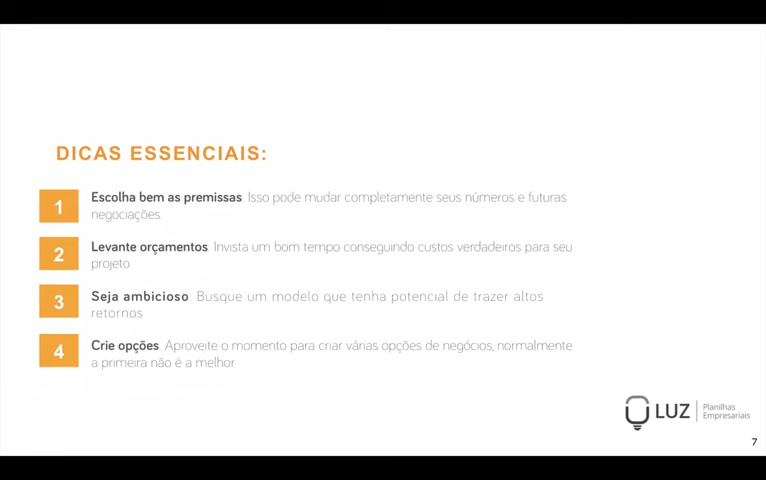 DICAS ESSENCIAIS:
1
Escolha bem as premissas. Isso pode mudar completamente seus números e futuras
negociações.
2
Levante orçamentos. Invista um bom tempo conseguindo custos verdadeiros para seu
projeto
3
Seja ambicioso. Busque um modelo que tenha potencial de trazer altos
retornos
4
Crie opções. Aproveite o momento para criar várias opções de negócios, normalmente
a primeira não é a melhor
LUZ
Planilhas
Empresariais
7